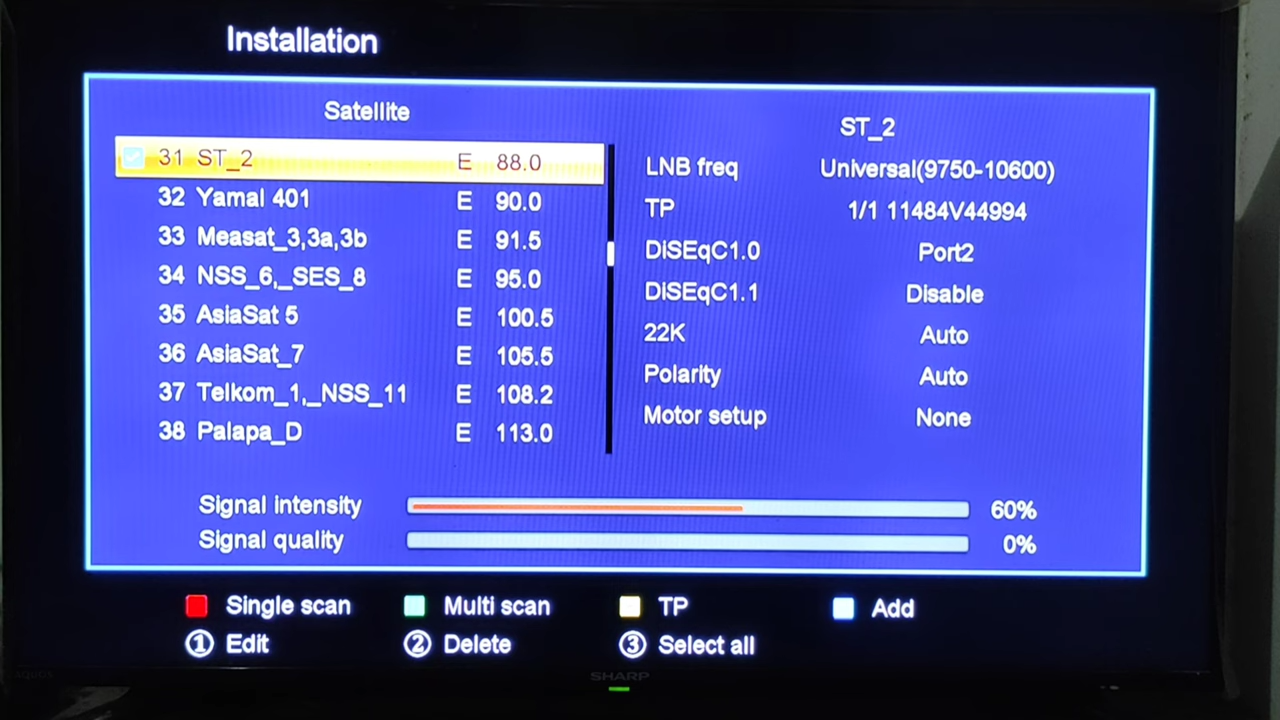 Installation
Satellite
31 ST_2 E 88.0
32 Yamal 401 E 90.0
33 Measat_3,3a,3b E 91.5
34 NSS_6,_SES_8 E 95.0
35 AsiaSat 5 E 100.5
36 AsiaSat_7 E 105.5
37 Telkom_1,_NSS_11 E 108.2
38 Palapa_D E 113.0
ST_2
LNB freq Universal(9750-10600)
TP 1/1 11484V44994
DiSEqC1.0 Port2
DiSEqC1.1 Disable
22K Auto
Polarity Auto
Motor setup None
Signal intensity 60%
Signal quality 0%
Single scan Multi scan TP Add
1 Edit 2 Delete 3 Select all
AQUOS SHARP